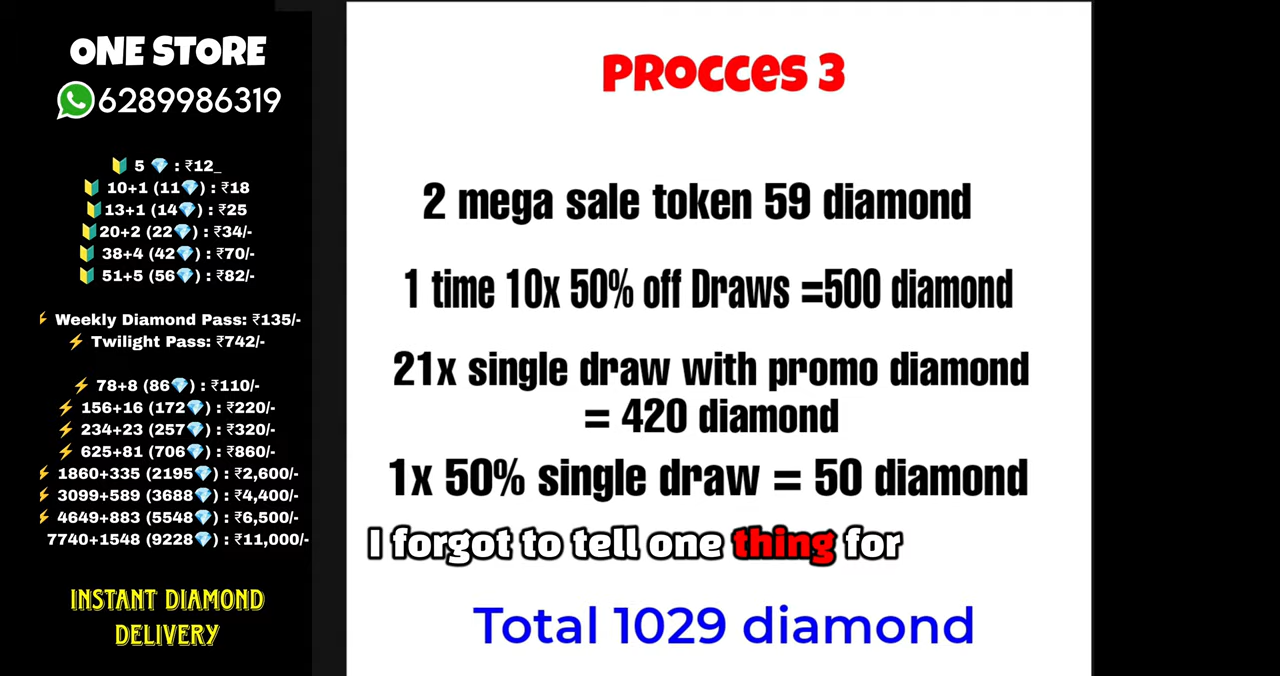 ONE STORE
6289986319
🔰 5 💎 : ₹12_
🔰 10+1 (11💎) : ₹18
🔰13+1 (14💎) : ₹25
🔰20+2 (22💎) : ₹34/-
🔰 38+4 (42💎) : ₹70/-
🔰 51+5 (56💎) : ₹82/-
⚡ Weekly Diamond Pass: ₹135/-
⚡ Twilight Pass: ₹742/-
⚡ 78+8 (86💎) : ₹110/-
⚡ 156+16 (172💎) : ₹220/-
⚡ 234+23 (257💎) : ₹320/-
⚡ 625+81 (706💎) : ₹860/-
⚡ 1860+335 (2195💎) : ₹2,600/-
⚡ 3099+589 (3688💎) : ₹4,400/-
⚡ 4649+883 (5548💎) : ₹6,500/-
7740+1548 (9228💎) : ₹11,000/-
INSTANT DIAMOND
DELIVERY
PROCCES 3
2 mega sale token 59 diamond
1 time 10x 50% off Draws =500 diamond
21x single draw with promo diamond
= 420 diamond
1x 50% single draw = 50 diamond
I forgot to tell one thing for
Total 1029 diamond